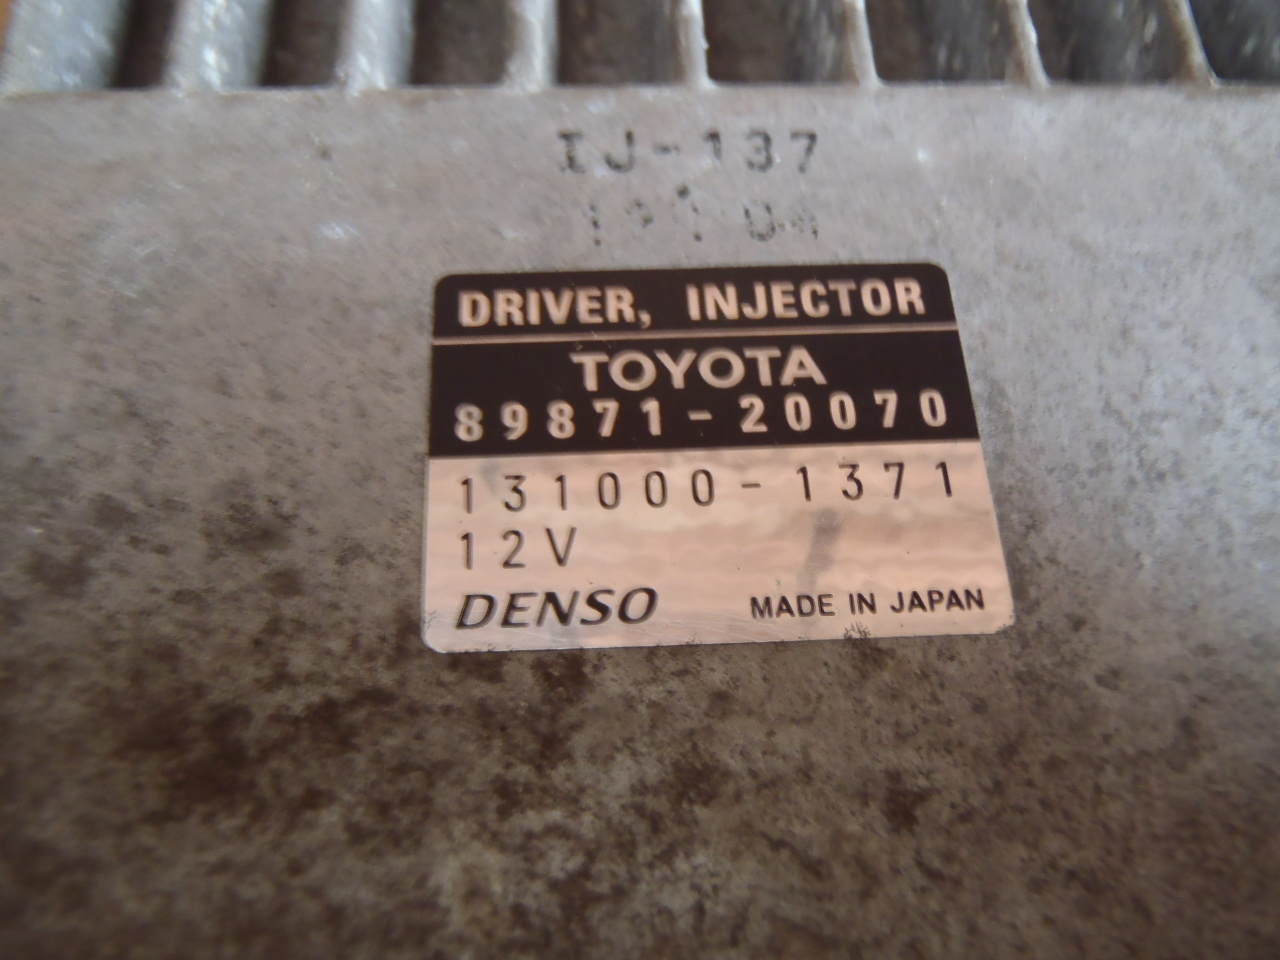 IJ-137
DRIVER, INJECTOR
TOYOTA
89871-20070
131000-1371
12V
DENSO MADE IN JAPAN